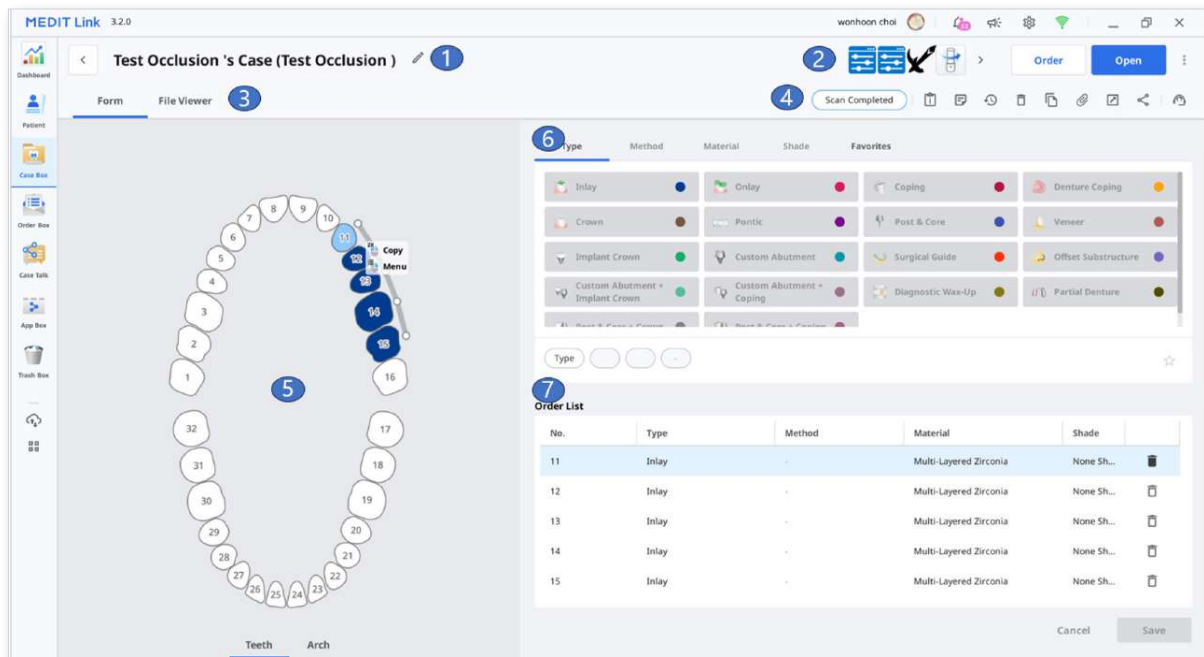 MEDIT Link 3.2.0
wonhoon choi
Dashboard
Patient
Case Box
Order Box
Case Talk
App Box
Trash Box
Test Occlusion 's Case (Test Occlusion )
1
2
Order
Open
Form
File Viewer
3
4
Scan Completed
8
9
7
10
6
11
5
12
4
13
3
14
2
15
1
16
Copy
Menu
5
32
17
31
18
30
19
29
20
28
21
27
22
26
25
24
23
Teeth
Arch
6
Type
Method
Material
Shade
Favorites
Inlay
Onlay
Coping
Denture Coping
Crown
Pontic
Post & Core
Veneer
Implant Crown
Custom Abutment
Surgical Guide
Offset Substructure
Custom Abutment +
Implant Crown
Custom Abutment +
Coping
Diagnostic Wax-Up
Partial Denture
Post & Core + Crown
Post & Core + Coping
Type
-
7
Order List
No. Type Method Material Shade
11 Inlay - Multi-Layered Zirconia None Sh...
12 Inlay - Multi-Layered Zirconia None Sh...
13 Inlay - Multi-Layered Zirconia None Sh...
14 Inlay - Multi-Layered Zirconia None Sh...
15 Inlay - Multi-Layered Zirconia None Sh...
Cancel
Save